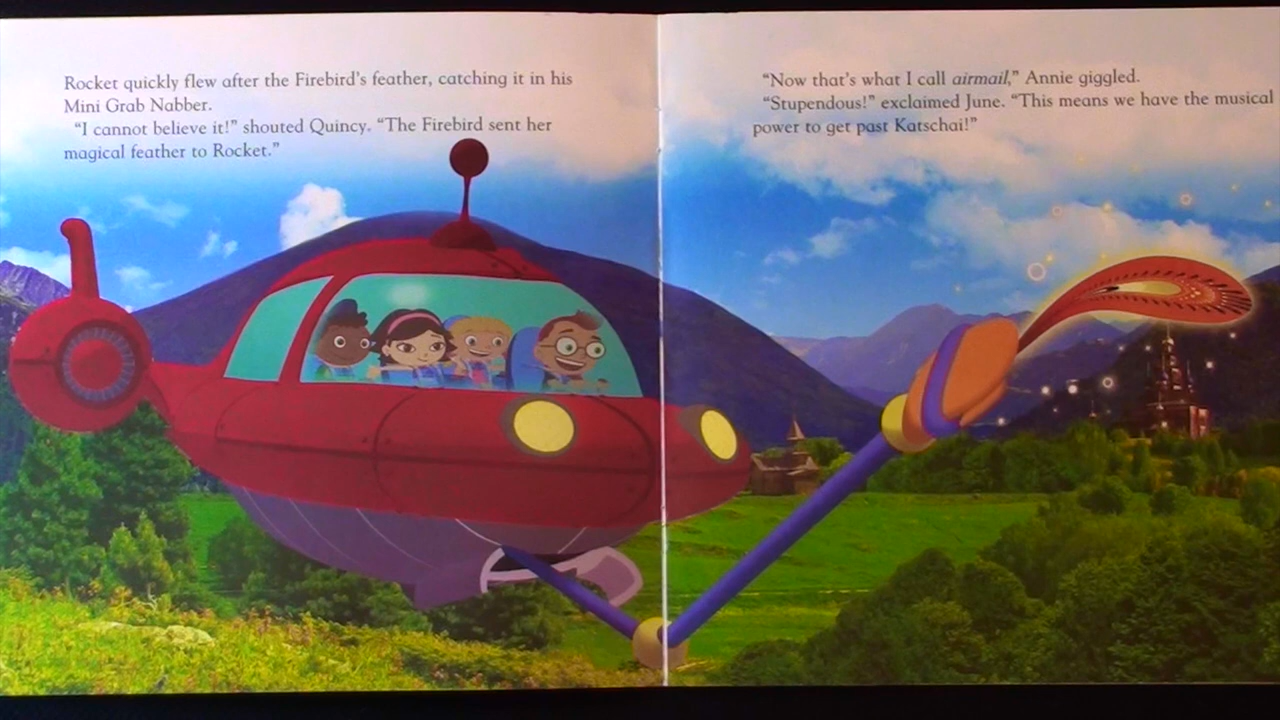 Rocket quickly flew after the Firebird's feather, catching it in his
Mini Grab Nabber.
"I cannot believe it!" shouted Quincy. "The Firebird sent her
magical feather to Rocket."
"Now that's what I call airmail," Annie giggled.
"Stupendous!" exclaimed June. "This means we have the musical
power to get past Katschai!"